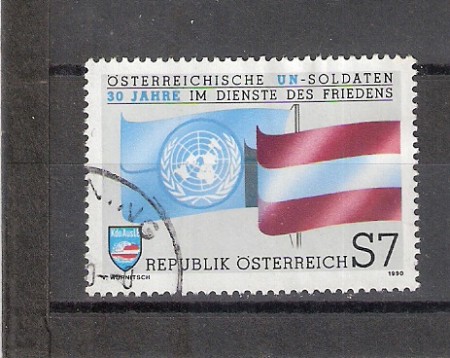 ÖSTERREICHISCHE UN-SOLDATEN
30 JAHRE IM DIENSTE DES FRIEDENS
S7
REPUBLIK ÖSTERREICH
1990